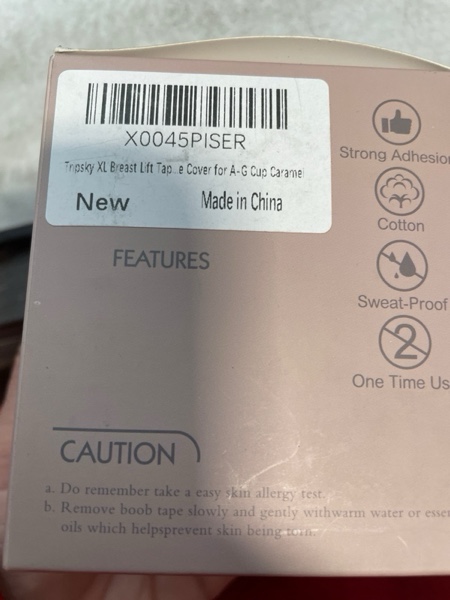 X0045PISER
Tripsky XL Breast Lift Tap...e Cover for A-G Cup Caramel
New
Made in China
Strong Adhesion
Cotton
Sweat-Proof
2
One Time Us
FEATURES
CAUTION
a. Do remember take a easy skin allergy test.
b. Remove boob tape slowly and gently withwarm water or essen
oils which helpsprevent skin being torn.